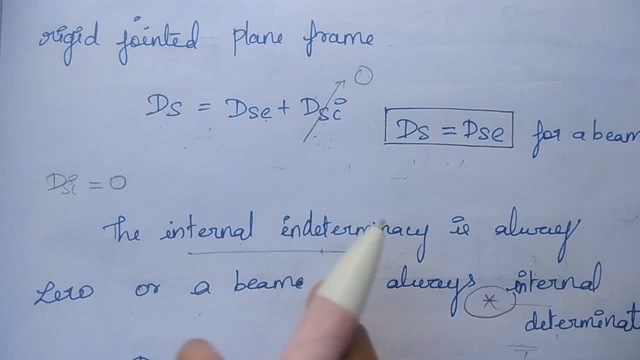 rigid jointed plane frame
Ds = Dse + Dsi 0
Ds = Dse for a beam
Dsi = 0
The internal indeterminacy is always
zero or a beam always internal
* determinat